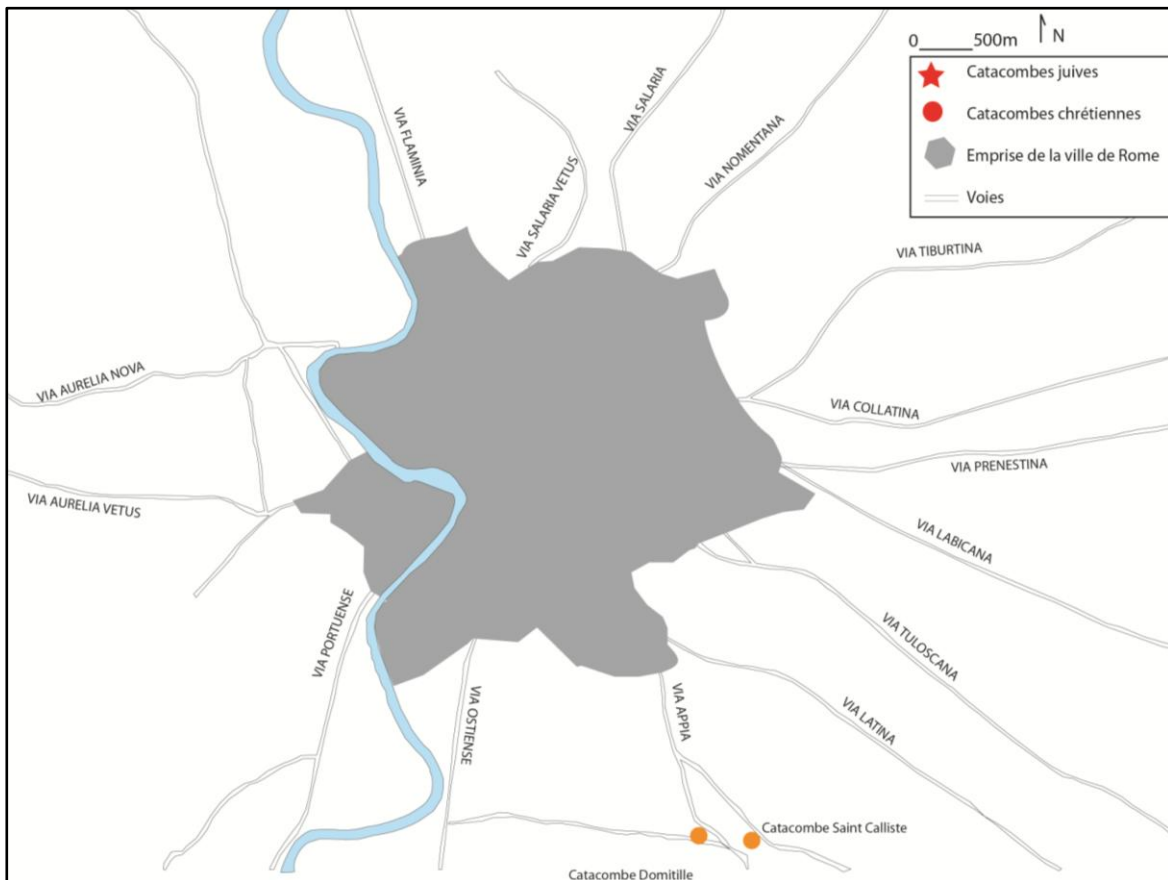 0 500m N
Catacombes juives
Catacombes chrétiennes
Emprise de la ville de Rome
Voies
VIA FLAMINIA
VIA SALARIA VETUS
VIA SALARIA
VIA NOMENTANA
VIA TIBURTINA
VIA AURELIA NOVA
VIA COLLATINA
VIA PRENESTINA
VIA AURELIA VETUS
VIA LABICANA
VIA PORTUENSE
VIA TULOSCANA
VIA OSTIENSE
VIA APPIA
VIA LATINA
Catacombe Saint Calliste
Catacombe Domitille